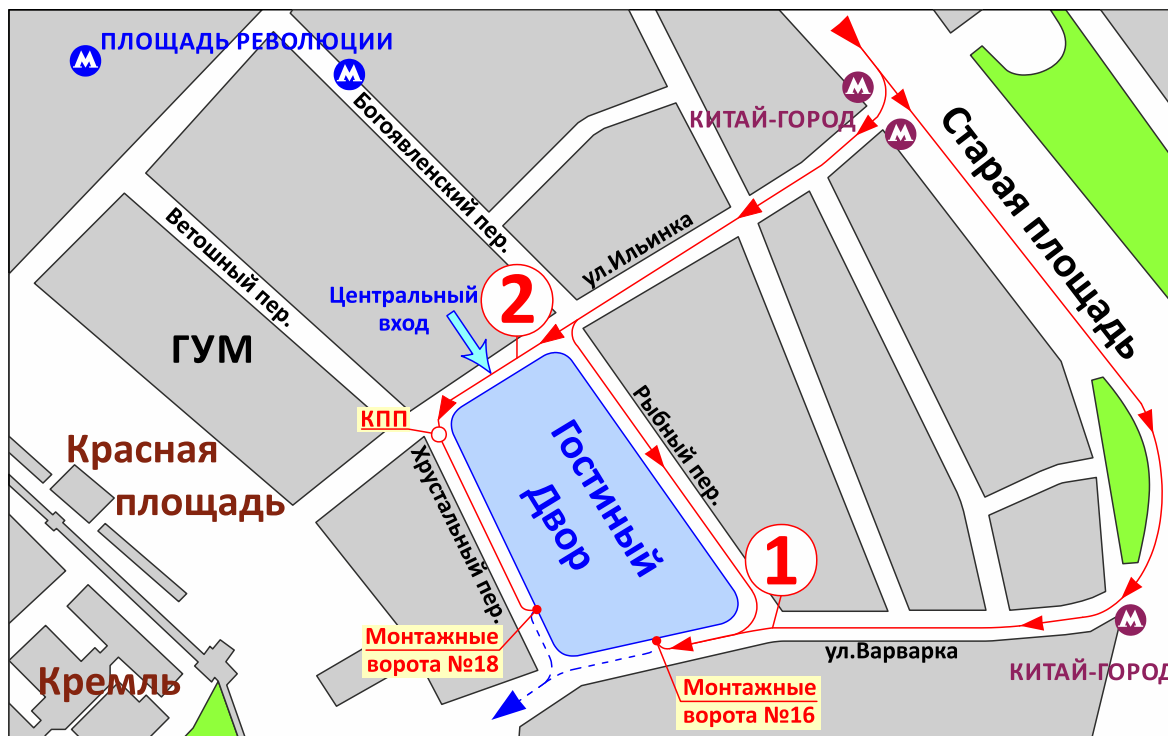 ПЛОЩАДЬ РЕВОЛЮЦИИ
КИТАЙ-ГОРОД
Старая площадь
Богоявленский пер.
Ветошный пер.
ул.Ильинка
Центральный
вход
2
ГУМ
КПП
Рыбный пер.
Хрустальный пер.
Гостиный
Двор
Красная
площадь
1
Монтажные
ворота №18
ул.Варварка
КИТАЙ-ГОРОД
Кремль
Монтажные
ворота №16